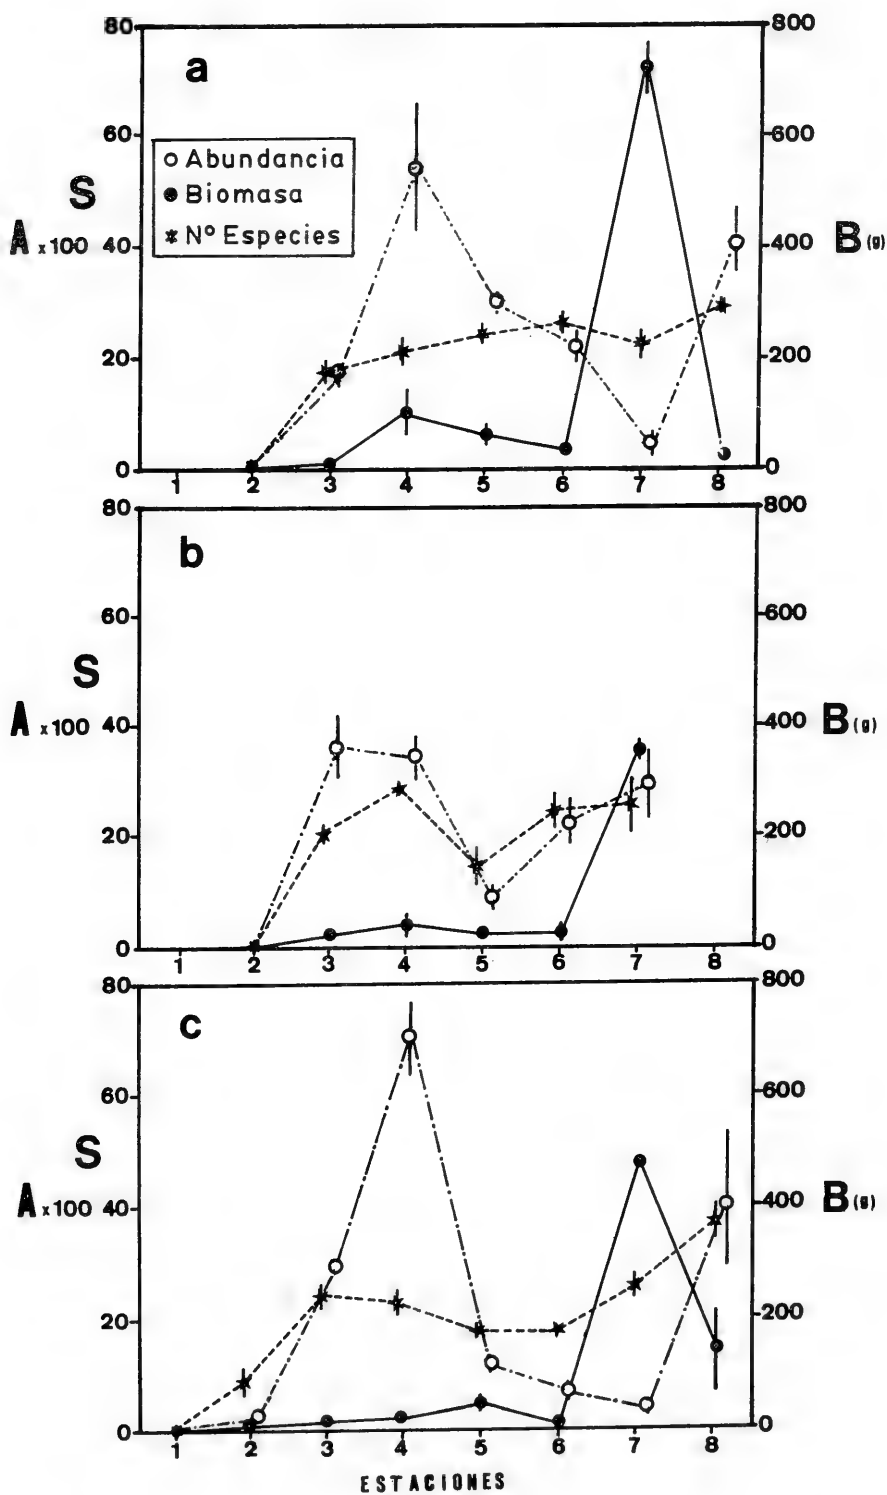 80 800
a
60 600
○ Abundancia
● Biomasa
✶ Nº Especies
S
A x100 40 400 B (g)
20 200
0 0
1 2 3 4 5 6 7 8
80 800
b
60 600
S
A x100 40 400 B (g)
20 200
0 0
1 2 3 4 5 6 7 8
80 800
c
60 600
S
A x100 40 400 B (g)
20 200
0 0
1 2 3 4 5 6 7 8
ESTACIONES